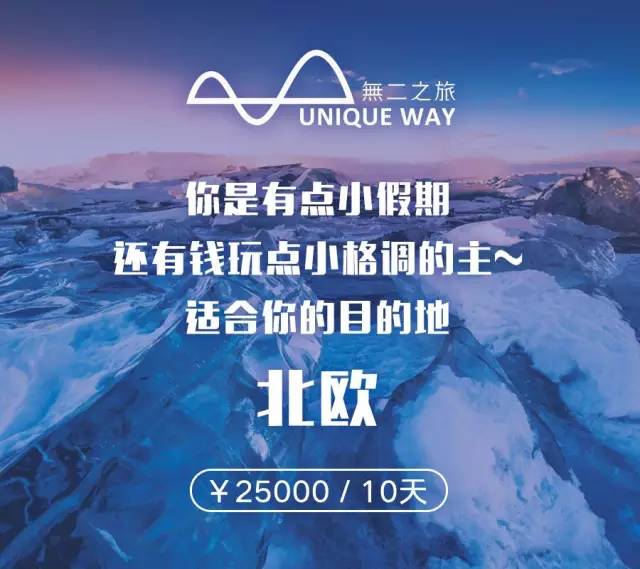 無二之旅
UNIQUE WAY
你是有点小假期
还有钱玩点小格调的主~
适合你的目的地
北欧
￥25000 / 10天